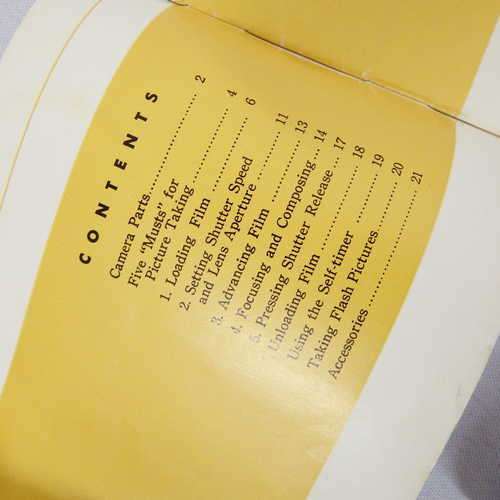 CONTENTS
Camera Parts.................... 2
Five "Musts" for
Picture Taking................ 4
1. Loading Film ................ 6
2. Setting Shutter Speed
and Lens Aperture ........ 11
3. Advancing Film .............. 13
4. Focusing and Composing .. 14
5. Pressing Shutter Release .. 17
Unloading Film ................ 18
Using the Self-timer .......... 19
Taking Flash Pictures.......... 20
Accessories .................... 21